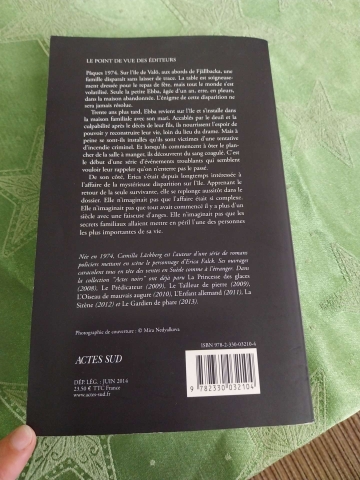 LE POINT DE VUE DES ÉDITEURS
Pâques 1974. Sur l'île de Valö, aux abords de Fjällbacka, une
famille disparaît sans laisser de trace. La table est soigneuse-
ment dressée pour le repas de fête, mais tout le monde s'est
volatilisé. Seule la petite Ebba, âgée d'un an, erre, en pleurs,
dans la maison abandonnée. L'énigme de cette disparition ne
sera jamais résolue.
Trente ans plus tard, Ebba revient sur l'île et s'installe dans
la maison familiale avec son mari. Accablés par le deuil et la
culpabilité après le décès de leur fils, ils nourrissent l'espoir de
pouvoir y reconstruire leur vie, loin du lieu du drame. Mais à
peine se sont-ils installés qu'ils sont victimes d'une tentative
d'incendie criminel. Et lorsqu'ils commencent à ôter le plan-
cher de la salle à manger, ils découvrent du sang coagulé. C'est
le début d'une série d'événements troublants qui semblent
vouloir leur rappeler qu'on n'enterre pas le passé.
De son côté, Erica s'était depuis longtemps intéressée à
l'affaire de la mystérieuse disparition sur l'île. Apprenant le
retour de la seule survivante, elle se replonge aussitôt dans le
dossier. Elle n'imaginait pas que l'affaire était si complexe.
Elle n'imaginait pas que tout avait commencé il y a plus d'un
siècle avec une faiseuse d'anges. Elle n'imaginait pas que les
secrets familiaux allaient mettre en péril l'une des personnes
les plus importantes de sa vie.
Née en 1974, Camilla Läckberg est l'auteur d'une série de romans
policiers mettant en scène le personnage d'Erica Falck. Ses ouvrages
caracolent tous en tête des ventes en Suède comme à l'étranger. Dans
la collection "Actes noirs" ont déjà paru La Princesse des glaces
(2008), Le Prédicateur (2009), Le Tailleur de pierre (2009),
L'Oiseau de mauvais augure (2010), L'Enfant allemand (2011), La
Sirène (2012) et Le Gardien de phare (2013).
Photographie de couverture : © Mira Nedyalkova
ACTES SUD
DÉP. LÉG. : JUIN 2014
23,50 € TTC France
www.actes-sud.fr
ISBN 978-2-330-03210-4
9 782330 032104